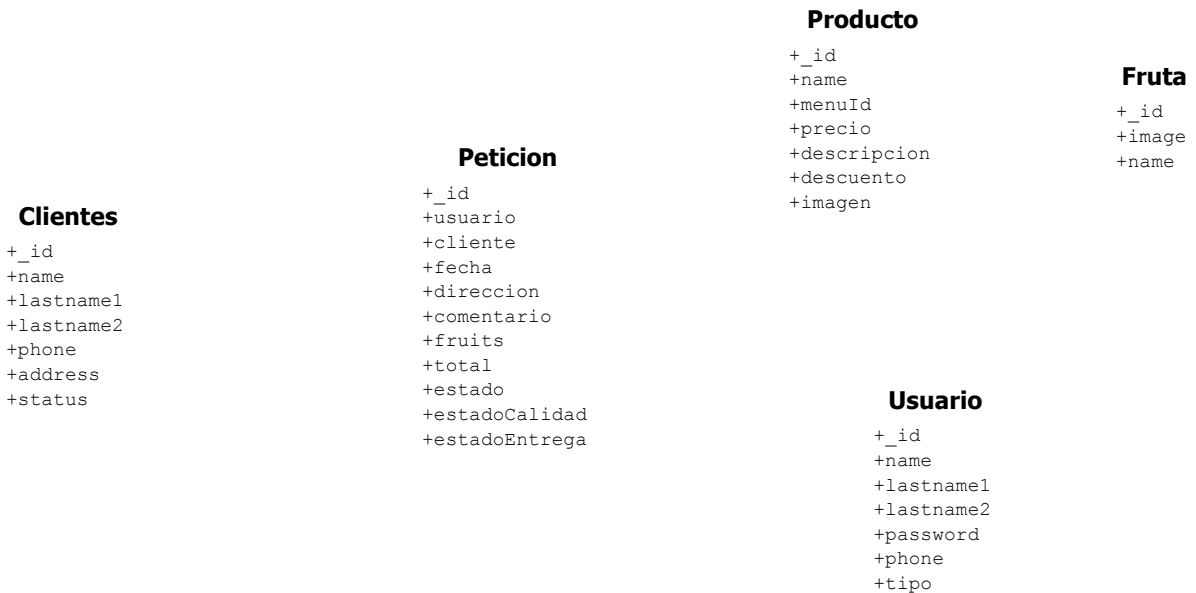 Producto
+_id
+name
+menuId
+precio
+descripcion
+descuento
+imagen
Fruta
+_id
+image
+name
Peticion
+_id
+usuario
+cliente
+fecha
+direccion
+comentario
+fruits
+total
+estado
+estadoCalidad
+estadoEntrega
Clientes
+_id
+name
+lastname1
+lastname2
+phone
+address
+status
Usuario
+_id
+name
+lastname1
+lastname2
+password
+phone
+tipo